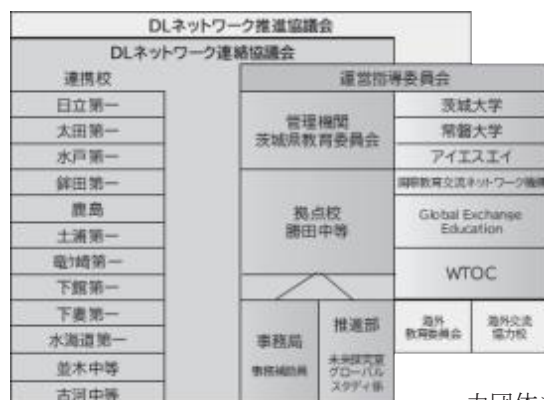 DLネットワーク推進協議会
DLネットワーク連絡協議会
連携校
日立第一
太田第一
水戸第一
鉾田第一
鹿島
土浦第一
竜ヶ崎第一
下館第一
下妻第一
水海道第一
並木中等
古河中等
運営指導委員会
管理機関
茨城県教育委員会
拠点校
勝田中等
事務局
事務補助員
推進部
未来探究室
グローバル
スタディ係
茨城大学
常磐大学
アイエスエイ
国際教育交流ネットワーク機構
Global Exchange
Education
WTOC
海外
教育委員会
海外交流
協力校
力団体